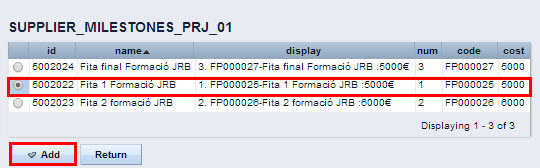 SUPPLIER_MILESTONES_PRJ_01
id name display num code cost
5002024 Fita final Formació JRB 3. FP000027-Fita final Formació JRB :5000€ 3 FP000027 5000
5002022 Fita 1 Formació JRB 1. FP000025-Fita 1 Formació JRB :5000€ 1 FP000025 5000
5002023 Fita 2 formació JRB 2. FP000026-Fita 2 formació JRB :6000€ 2 FP000026 6000
Displaying 1 - 3 of 3
Add Return